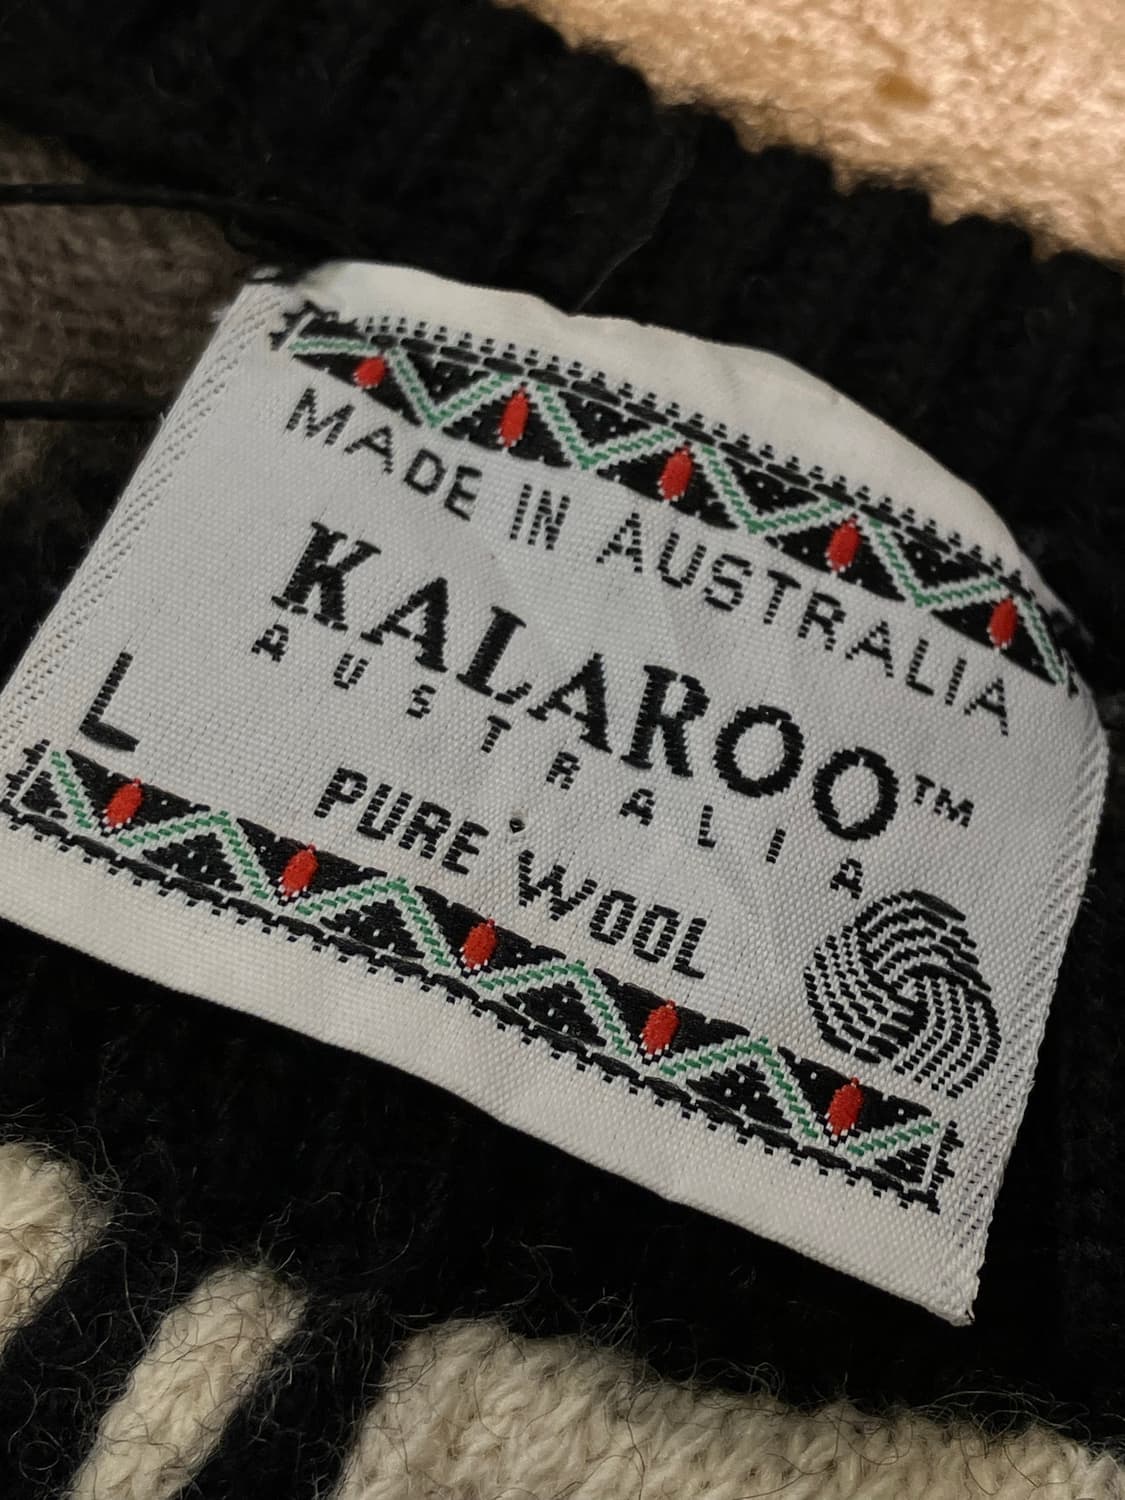 MADE IN AUSTRALIA
KALAROO™
AUSTRALIA
L
PURE WOOL